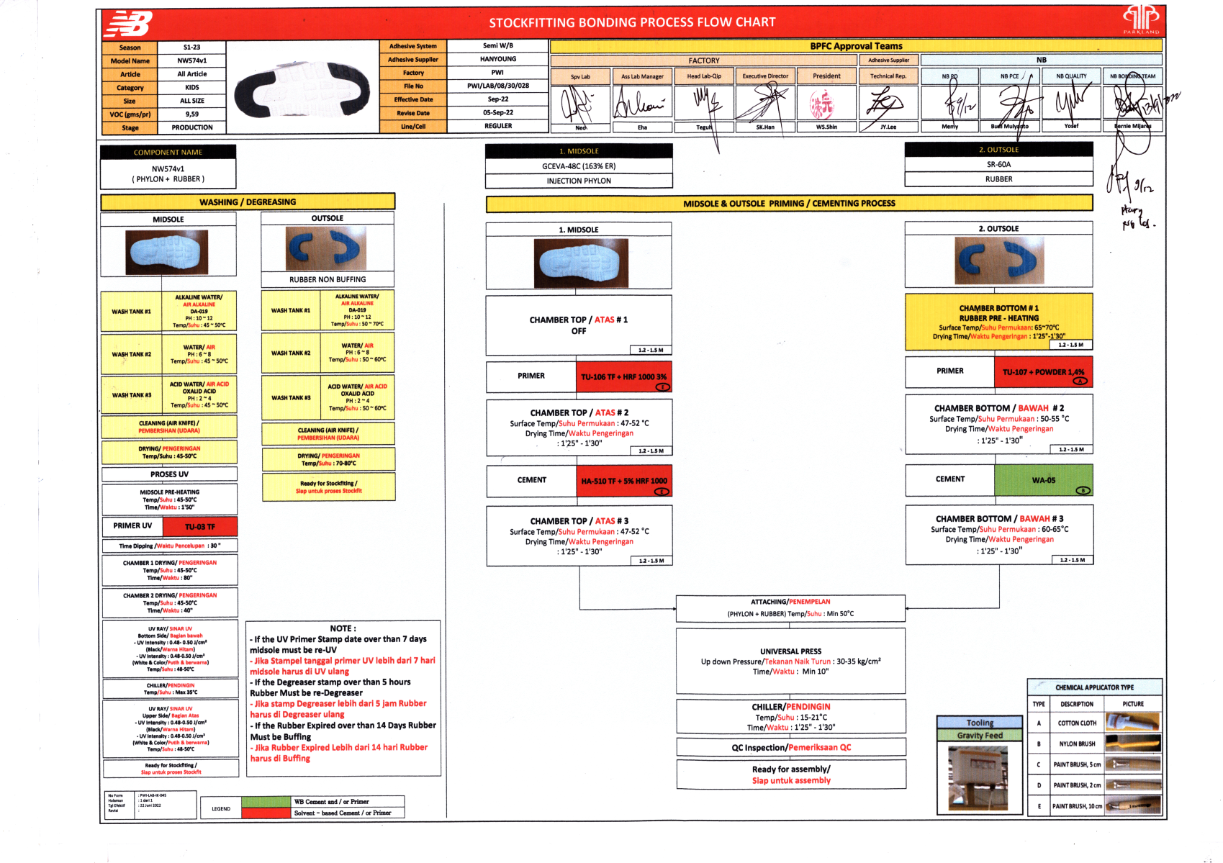 NB
STOCKFITTING BONDING PROCESS FLOW CHART
PARKLAND
Season S1-23
Model Name NW574v1
Article All Article
Category KIDS
Size ALL SIZE
VOC (gms/pr) 9,59
Stage PRODUCTION
Adhesive System Semi W/B
Adhesive Supplier HANYOUNG
Factory PWI
File No PWI/LAB/08/30/028
Effective Date Sep-22
Revise Date 05-Sep-22
Line/Cell REGULER
BPFC Approval Teams
FACTORY Adhesive Supplier NB
Spv Lab Ass Lab Manager Head Lab-Qip Executive Director President Technical Rep. NB PD NB PCE NB QUALITY NB BONDING TEAM
Eha Teguh SK.Han WS.Shin JY.Lee Merry Budi Mulyanto Yosef Bernie Mijares
COMPONENT NAME
NW574v1
( PHYLON + RUBBER )
1. MIDSOLE
GCEVA-48C (163% ER)
INJECTION PHYLON
2. OUTSOLE
SR-60A
RUBBER
9/12
WASHING / DEGREASING
MIDSOLE
WASH TANK #1
ALKALINE WATER/
AIR ALKALINE
DA-019
PH : 10 ~ 12
Temp/Suhu : 45 ~ 50°C
WASH TANK #2
WATER/ AIR
PH : 6 ~ 8
Temp/Suhu : 45 ~ 50°C
WASH TANK #3
ACID WATER/ AIR ACID
OXALID ACID
PH : 2 ~ 4
Temp/Suhu : 45 ~ 50°C
CLEANING (AIR KNIFE) /
PEMBERSIHAN (UDARA)
DRYING/ PENGERINGAN
Temp/Suhu : 45-50°C
PROSES UV
MIDSOLE PRE-HEATING
Temp/Suhu : 45-50°C
Time/Waktu : 1'50"
PRIMER UV TU-03 TF
Time Dipping /Waktu Pencelupan : 30 "
CHAMBER 1 DRYING/ PENGERINGAN
Temp/Suhu : 45-50°C
Time/Waktu : 80"
CHAMBER 2 DRYING/ PENGERINGAN
Temp/Suhu : 45-50°C
Time/Waktu : 40"
UV RAY/ SINAR UV
Bottom Side/ Bagian bawah
- UV Intensity : 0.48- 0.50 J/cm²
(Black/Warna Hitam)
- UV Intensity : 0.48-0.50 J/cm²
(White & Color/Putih & berwarna)
Temp/Suhu : 48-50°C
CHILLER/PENDINGIN
Temp/Suhu : Max 35°C
UV RAY/ SINAR UV
Upper Side/ Bagian Atas
- UV Intensity : 0.48-0.50 J/cm²
(Black/Warna Hitam)
- UV Intensity : 0.48-0.50 J/cm²
(White & Color/Putih & berwarna)
Temp/Suhu : 48-50°C
Ready for Stockfiting /
Siap untuk proses Stockfit
OUTSOLE
RUBBER NON BUFFING
WASH TANK #1
ALKALINE WATER/
AIR ALKALINE
DA-019
PH : 10 ~ 12
Temp/Suhu : 50 ~ 70°C
WASH TANK #2
WATER/ AIR
PH : 6 ~ 8
Temp/Suhu : 50 ~ 60°C
WASH TANK #3
ACID WATER/ AIR ACID
OXALID ACID
PH : 2 ~ 4
Temp/Suhu : 50 ~ 60°C
CLEANING (AIR KNIFE) /
PEMBERSIHAN (UDARA)
DRYING/ PENGERINGAN
Temp/Suhu : 70-80°C
Ready for Stockfiting /
Siap untuk proses Stockfit
NOTE :
- If the UV Primer Stamp date over than 7 days
midsole must be re-UV
- Jika Stampel tanggal primer UV lebih dari 7 hari
midsole harus di UV ulang
- If the Degreaser stamp over than 5 hours
Rubber Must be re-Degreaser
- Jika stamp Degreaser lebih dari 5 jam Rubber
harus di Degreaser ulang
- If the Rubber Expired over than 14 Days Rubber
Must be Buffing
- Jika Rubber Expired Lebih dari 14 hari Rubber
harus di Buffing
MIDSOLE & OUTSOLE PRIMING / CEMENTING PROCESS
1. MIDSOLE
CHAMBER TOP / ATAS # 1
OFF
1.2 - 1.5 M
PRIMER TU-106 TF + HRF 1000 3%
CHAMBER TOP / ATAS # 2
Surface Temp/Suhu Permukaan : 47-52 °C
Drying Time/Waktu Pengeringan
: 1'25" - 1'30"
1.2 - 1.5 M
CEMENT HA-510 TF + 5% HRF 1000
CHAMBER TOP / ATAS # 3
Surface Temp/Suhu Permukaan : 47-52 °C
Drying Time/Waktu Pengeringan
: 1'25" - 1'30"
1.2 - 1.5 M
2. OUTSOLE
CHAMBER BOTTOM # 1
RUBBER PRE - HEATING
Surface Temp/Suhu Permukaan: 65~70°C
Drying Time/Waktu Pengeringan : 1'25"-1'30"
1.2 - 1.5 M
PRIMER TU-107 + POWDER 1,4%
A
CHAMBER BOTTOM / BAWAH # 2
Surface Temp/Suhu Permukaan : 50-55 °C
Drying Time/Waktu Pengeringan
: 1'25" - 1'30"
1.2 - 1.5 M
CEMENT WA-05
B
CHAMBER BOTTOM / BAWAH # 3
Surface Temp/Suhu Permukaan : 60-65°C
Drying Time/Waktu Pengeringan
: 1'25" - 1'30"
1.2 - 1.5 M
ATTACHING/PENEMPELAN
(PHYLON + RUBBER) Temp/Suhu : Min 50°C
UNIVERSAL PRESS
Up down Pressure/Tekanan Naik Turun : 30-35 kg/cm²
Time/Waktu : Min 10"
CHILLER/PENDINGIN
Temp/Suhu : 15-21°C
Time/Waktu : 1'25" - 1'30"
QC Inspection/Pemeriksaan QC
Ready for assembly/
Siap untuk assembly
Tooling
Gravity Feed
CHEMICAL APPLICATOR TYPE
TYPE DESCRIPTION PICTURE
A COTTON CLOTH
B NYLON BRUSH
C PAINT BRUSH, 5 cm
D PAINT BRUSH, 2 cm
E PAINT BRUSH, 10 cm
No Form
Halaman : 1 dari 1
LEGEND
WB Cement and / or Primer
Solvent - based Cement / or Primer